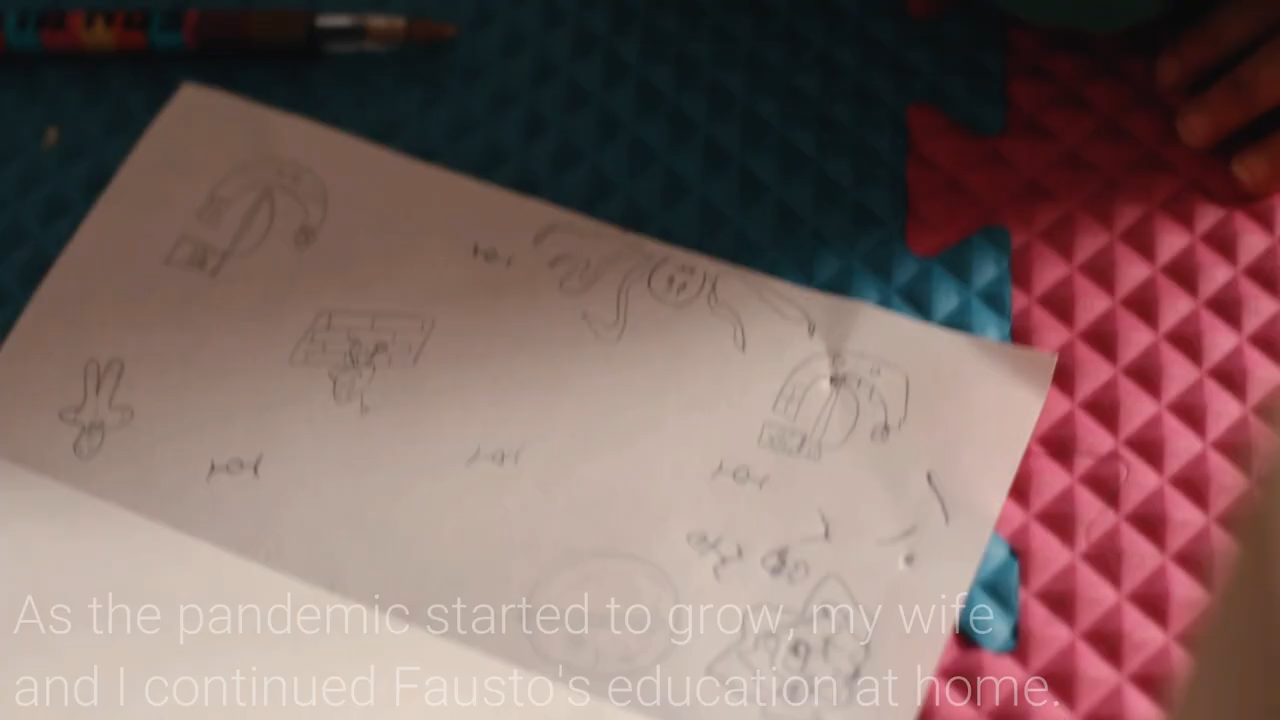 As the pandemic started to grow, my wife
and I continued Fausto's education at home.